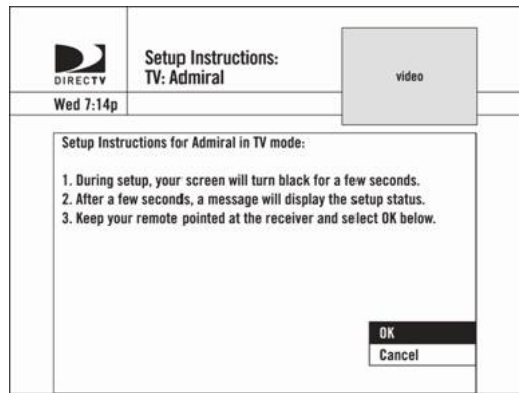 DIRECTV
Setup Instructions:
TV: Admiral
video
Wed 7:14p
Setup Instructions for Admiral in TV mode:
1. During setup, your screen will turn black for a few seconds.
2. After a few seconds, a message will display the setup status.
3. Keep your remote pointed at the receiver and select OK below.
OK
Cancel